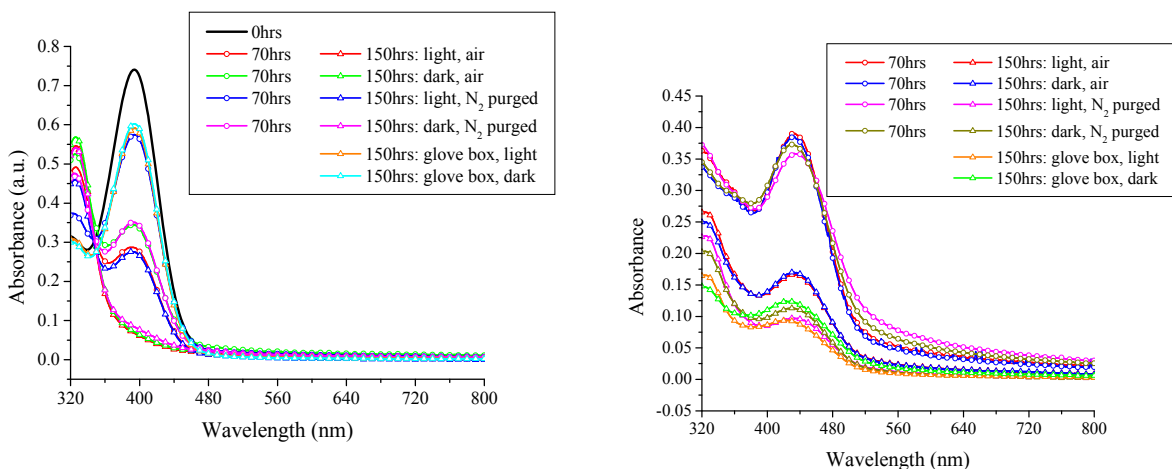 0hrs
70hrs 150hrs: light, air
70hrs 150hrs: dark, air
70hrs 150hrs: light, N2 purged
70hrs 150hrs: dark, N2 purged
150hrs: glove box, light
150hrs: glove box, dark
0.8
0.7
0.6
0.5
0.4
0.3
0.2
0.1
0.0
Absorbance (a.u.)
320 400 480 560 640 720 800
Wavelength (nm)
70hrs 150hrs: light, air
70hrs 150hrs: dark, air
70hrs 150hrs: light, N2 purged
70hrs 150hrs: dark, N2 purged
150hrs: glove box, light
150hrs: glove box, dark
0.45
0.40
0.35
0.30
0.25
0.20
0.15
0.10
0.05
0.00
-0.05
Absorbance
320 400 480 560 640 720 800
Wavelength (nm)